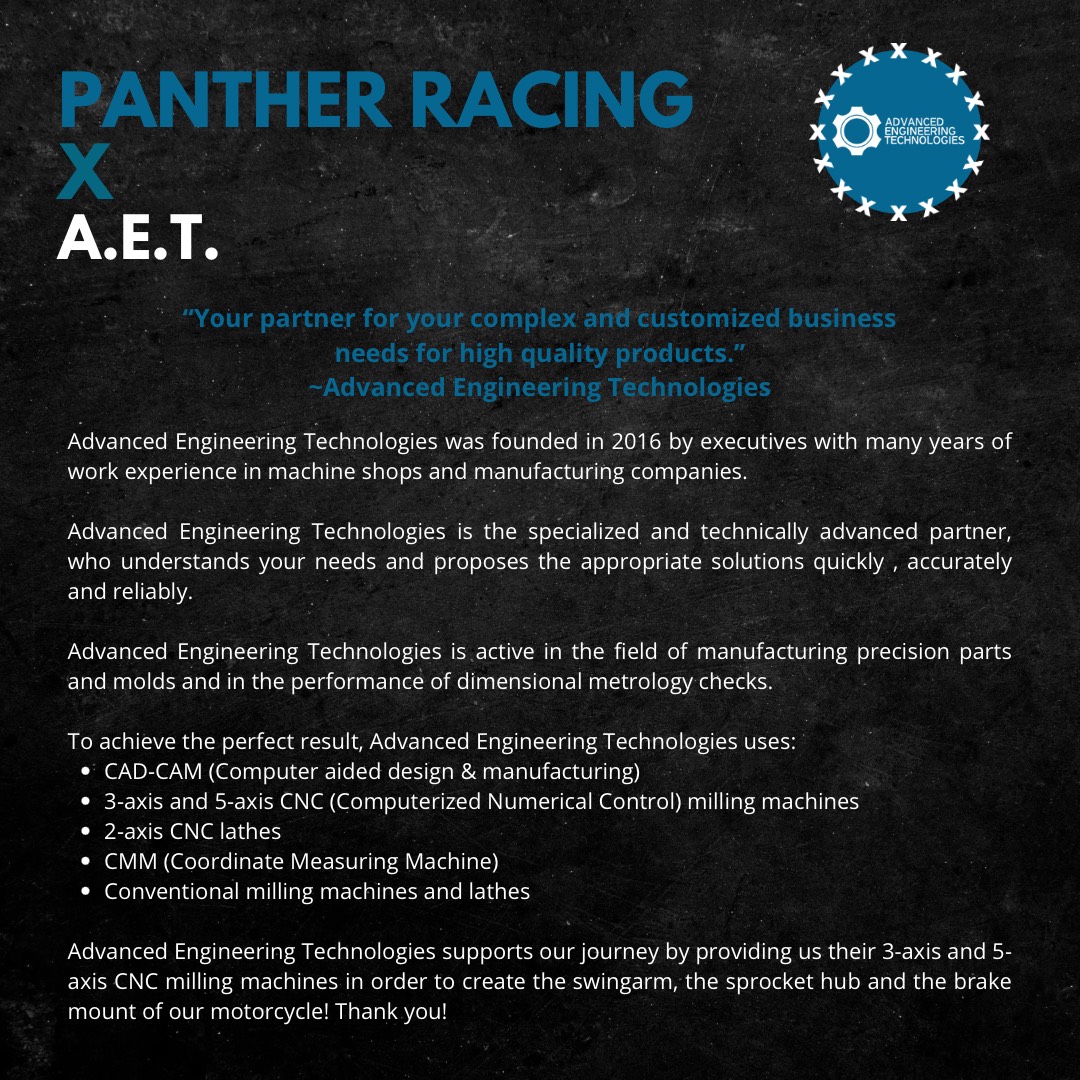 PANTHER RACING
X
A.E.T.
ADVANCED
ENGINEERING
TECHNOLOGIES
“Your partner for your complex and customized business
needs for high quality products.”
~Advanced Engineering Technologies
Advanced Engineering Technologies was founded in 2016 by executives with many years of
work experience in machine shops and manufacturing companies.
Advanced Engineering Technologies is the specialized and technically advanced partner,
who understands your needs and proposes the appropriate solutions quickly , accurately
and reliably.
Advanced Engineering Technologies is active in the field of manufacturing precision parts
and molds and in the performance of dimensional metrology checks.
To achieve the perfect result, Advanced Engineering Technologies uses:
• CAD-CAM (Computer aided design & manufacturing)
• 3-axis and 5-axis CNC (Computerized Numerical Control) milling machines
• 2-axis CNC lathes
• CMM (Coordinate Measuring Machine)
• Conventional milling machines and lathes
Advanced Engineering Technologies supports our journey by providing us their 3-axis and 5-
axis CNC milling machines in order to create the swingarm, the sprocket hub and the brake
mount of our motorcycle! Thank you!